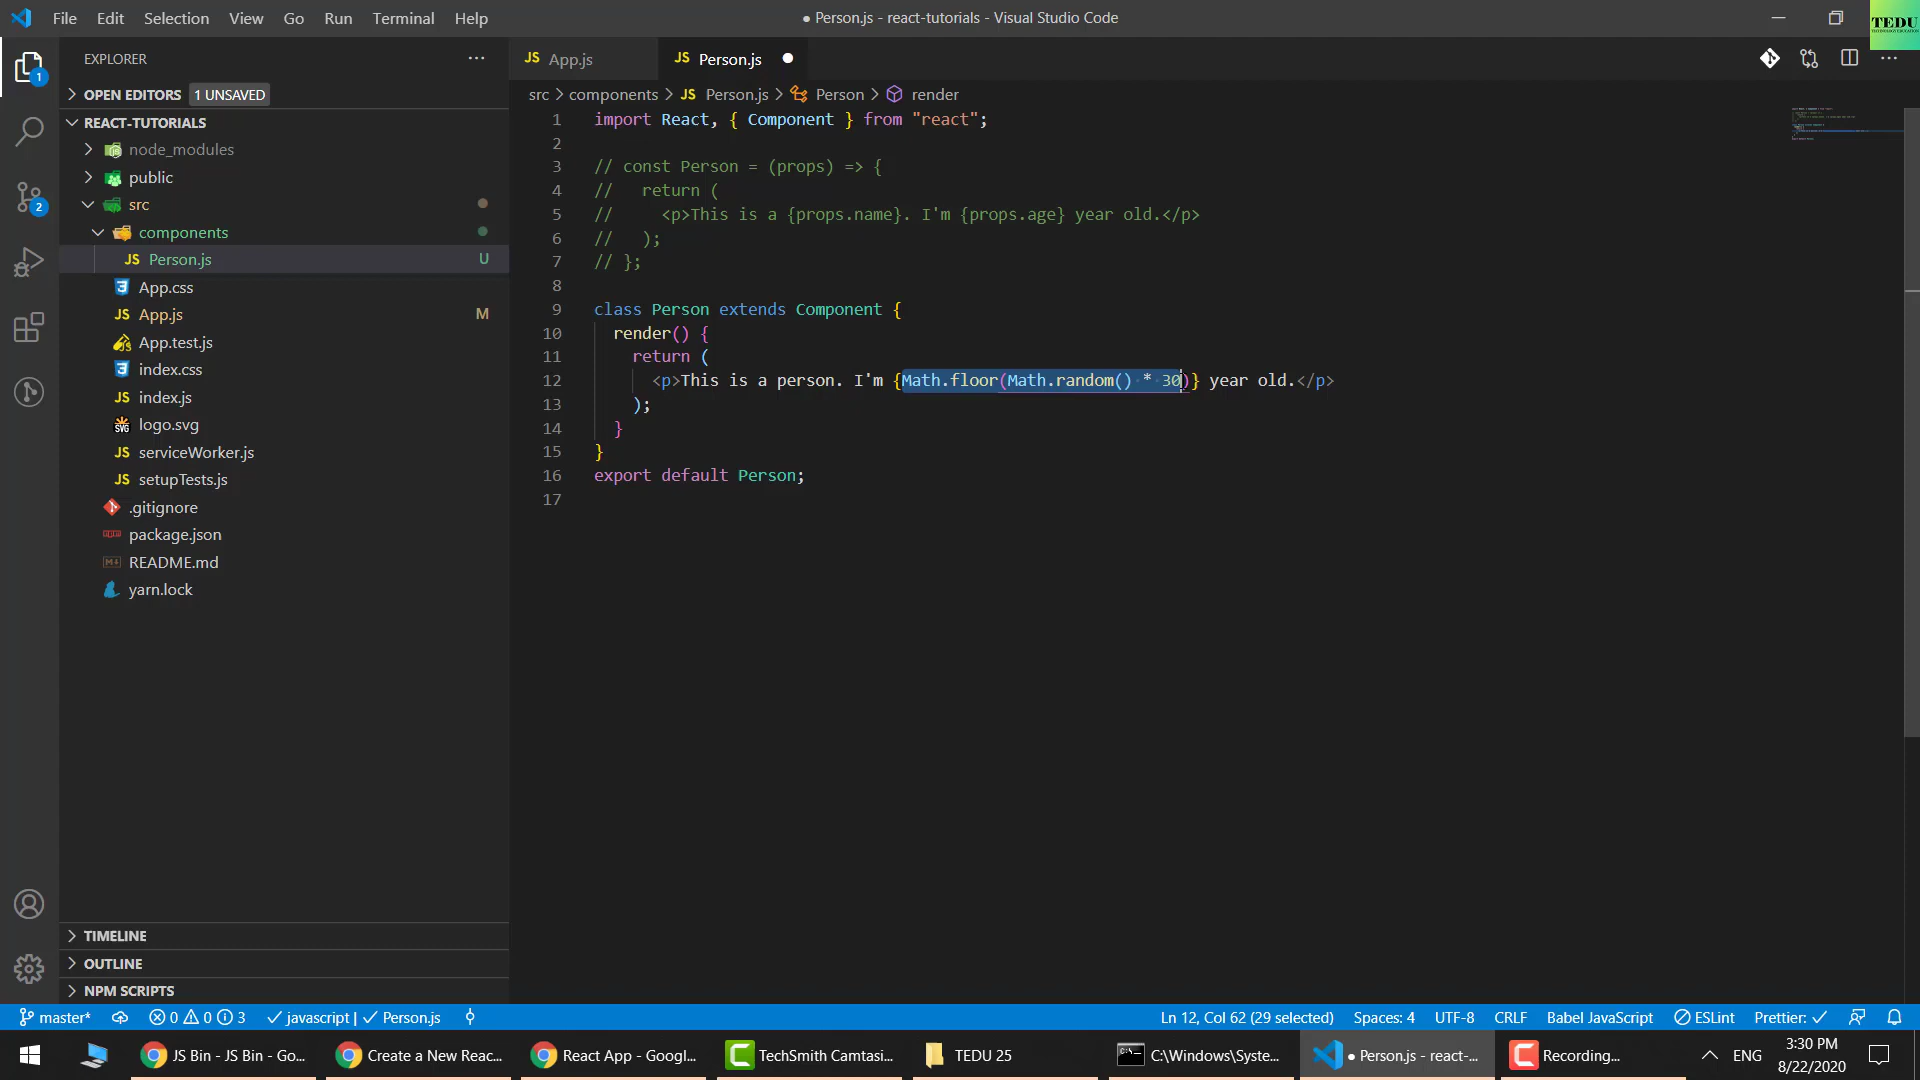 File Edit Selection View Go Run Terminal Help
● Person.js - react-tutorials - Visual Studio Code
TEDU
EXPLORER
OPEN EDITORS 1 UNSAVED
REACT-TUTORIALS
node_modules
public
src
components
JS Person.js U
App.css
JS App.js M
App.test.js
index.css
JS index.js
SVG logo.svg
JS serviceWorker.js
JS setupTests.js
.gitignore
package.json
README.md
yarn.lock
TIMELINE
OUTLINE
NPM SCRIPTS
1
2
JS App.js
JS Person.js ●
src > components > JS Person.js > Person > render
1 import React, { Component } from "react";
2
3 // const Person = (props) => {
4 //   return (
5 //     <p>This is a {props.name}. I'm {props.age} year old.</p>
6 //   );
7 // };
8
9 class Person extends Component {
10   render() {
11     return (
12       <p>This is a person. I'm {Math.floor(Math.random() * 30)} year old.</p>
13     );
14   }
15 }
16 export default Person;
17
master* 0 0 3 javascript | Person.js
Ln 12, Col 62 (29 selected) Spaces: 4 UTF-8 CRLF Babel JavaScript ESLint Prettier:
JS Bin - JS Bin - Go...
Create a New Reac...
React App - Googl...
TechSmith Camtasi...
TEDU 25
C:\Windows\Syste...
● Person.js - react-...
Recording...
ENG
3:30 PM
8/22/2020